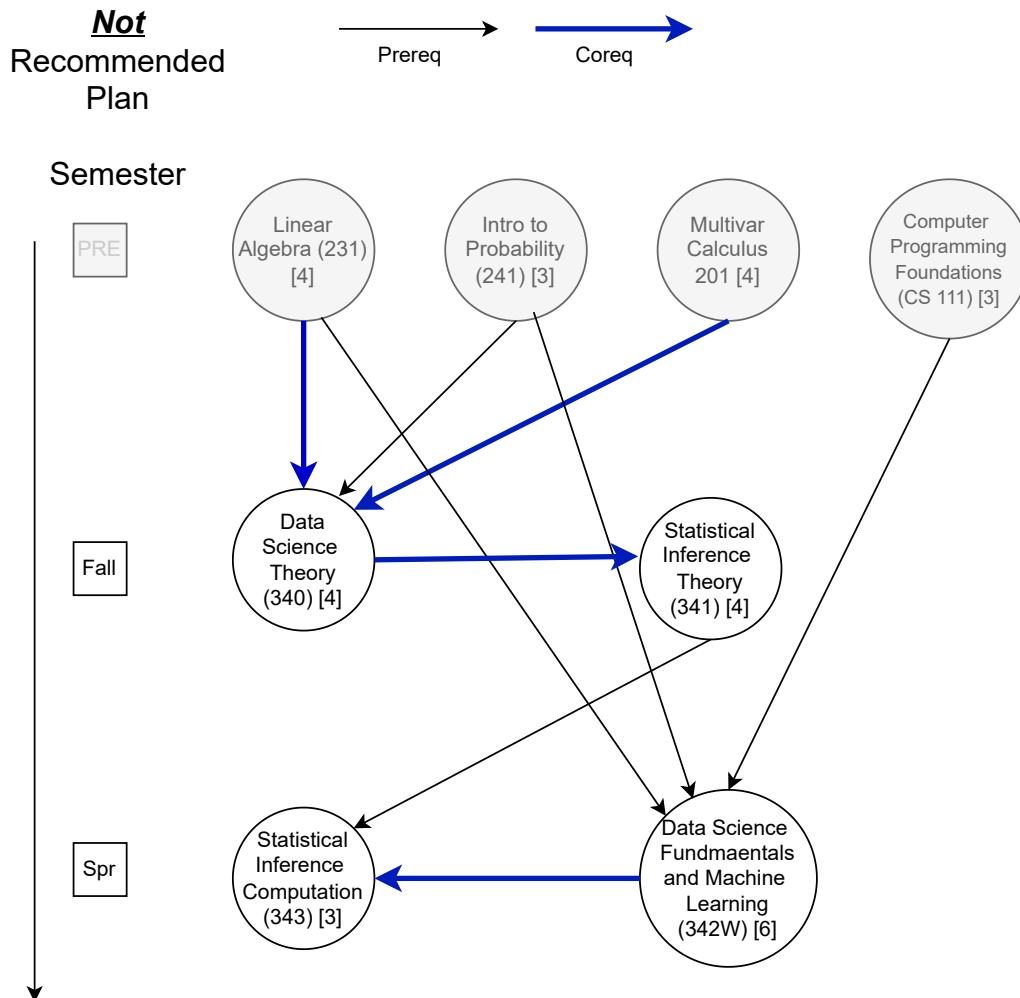 Not
Recommended
Plan
Prereq
Coreq
Semester
PRE
Linear
Algebra (231)
[4]
Intro to
Probability
(241) [3]
Multivar
Calculus
201 [4]
Computer
Programming
Foundations
(CS 111) [3]
Fall
Data
Science
Theory
(340) [4]
Statistical
Inference
Theory
(341) [4]
Spr
Statistical
Inference
Computation
(343) [3]
Data Science
Fundmaentals
and Machine
Learning
(342W) [6]